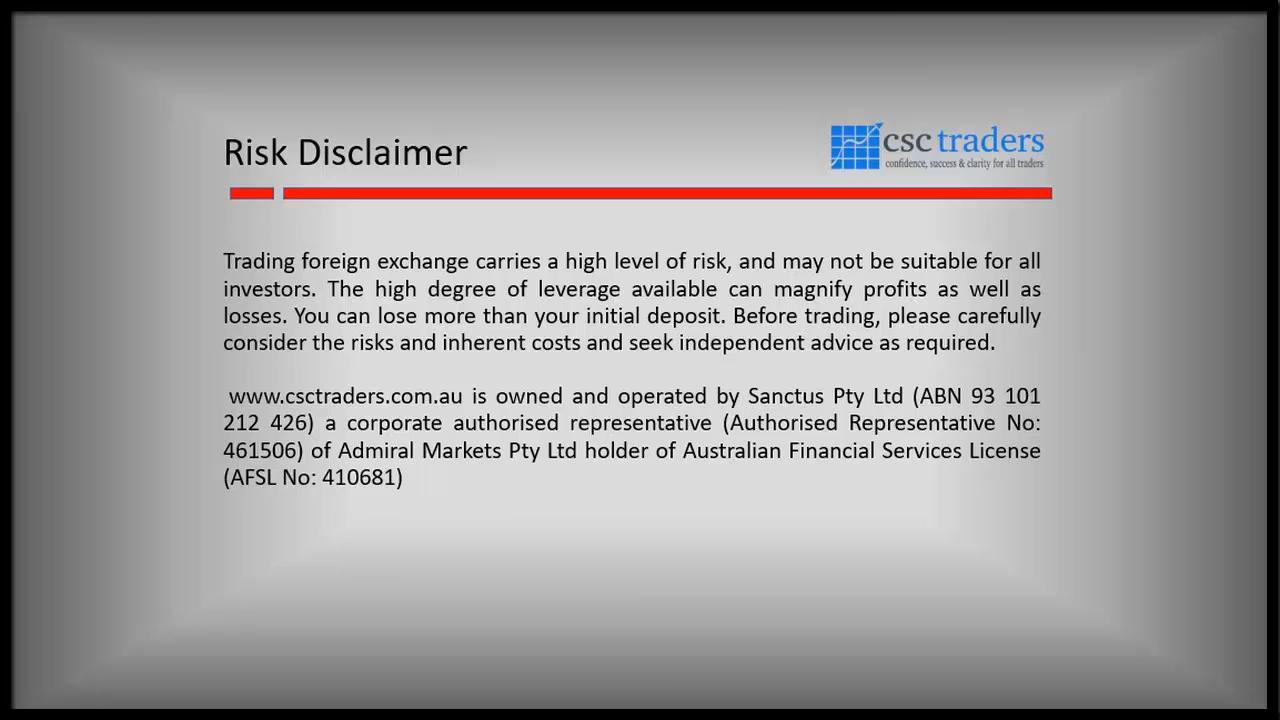 Risk Disclaimer
csc traders
confidence, success & clarity for all traders
Trading foreign exchange carries a high level of risk, and may not be suitable for all
investors. The high degree of leverage available can magnify profits as well as
losses. You can lose more than your initial deposit. Before trading, please carefully
consider the risks and inherent costs and seek independent advice as required.
www.csctraders.com.au is owned and operated by Sanctus Pty Ltd (ABN 93 101
212 426) a corporate authorised representative (Authorised Representative No:
461506) of Admiral Markets Pty Ltd holder of Australian Financial Services License
(AFSL No: 410681)